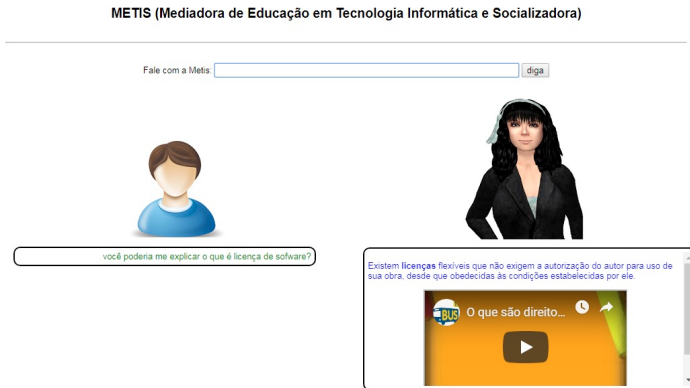 METIS (Mediadora de Educação em Tecnologia Informática e Socializadora)
Fale com a Metis: diga
você poderia me explicar o que é licença de sofware?
Existem licenças flexíveis que não exigem a autorização do autor para uso de
sua obra, desde que obedecidas às condições estabelecidas por ele.
BUS O que são direito...